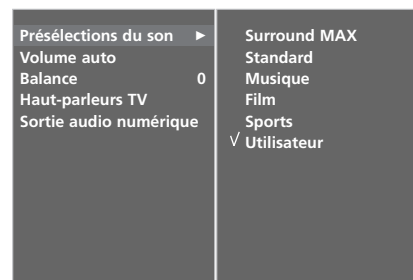 Présélections du son ►
Volume auto
Balance 0
Haut-parleurs TV
Sortie audio numérique
Surround MAX
Standard
Musique
Film
Sports
√ Utilisateur